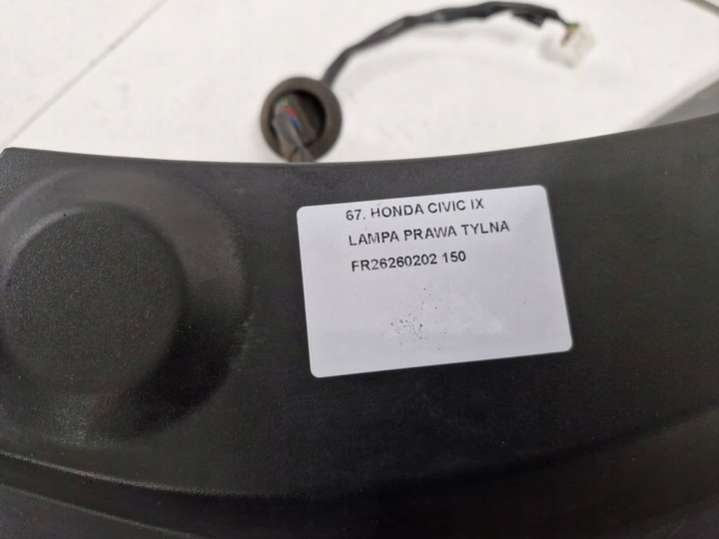 67. HONDA CIVIC IX
LAMPA PRAWA TYLNA
FR26260202 150